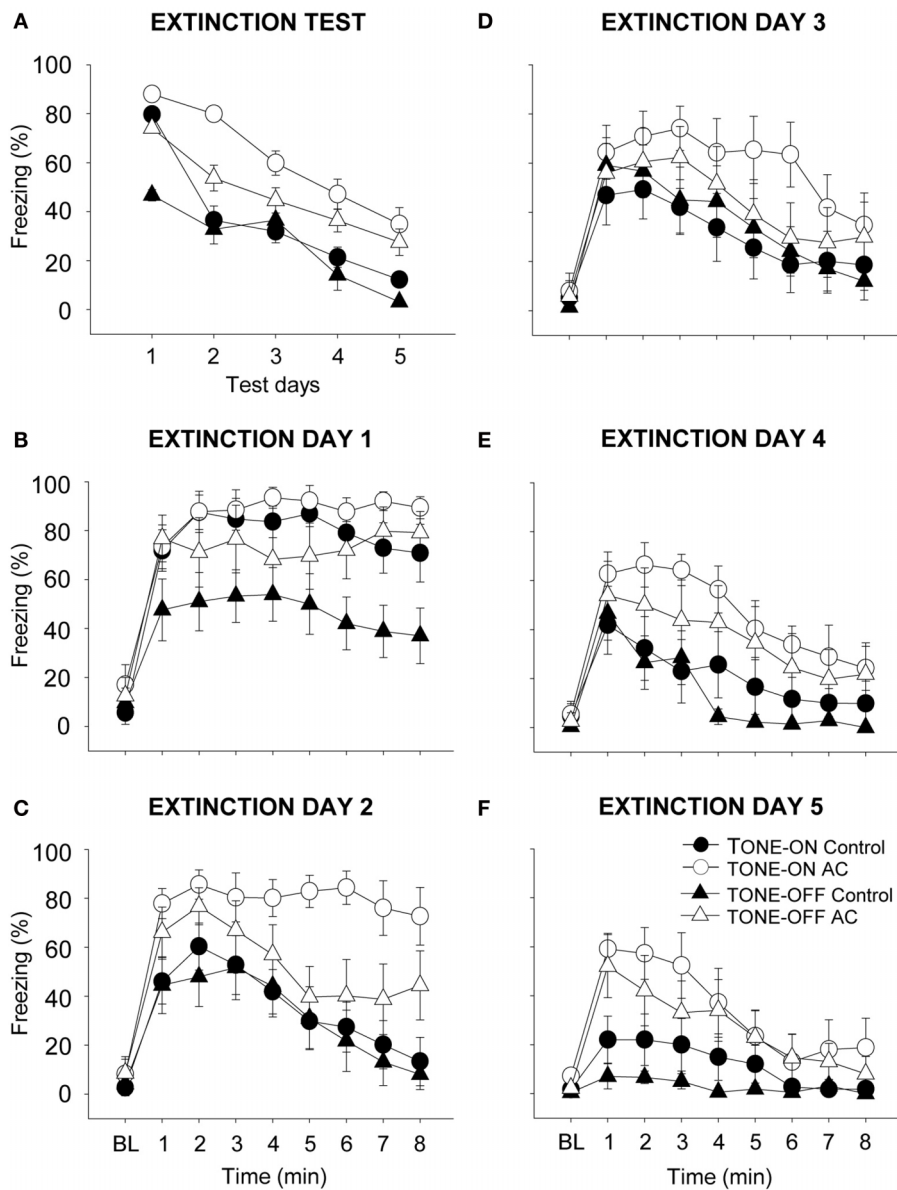 A EXTINCTION TEST
100
80
60
40
20
0
Freezing (%)
1 2 3 4 5
Test days
B EXTINCTION DAY 1
100
80
60
40
20
0
Freezing (%)
C EXTINCTION DAY 2
100
80
60
40
20
0
Freezing (%)
BL 1 2 3 4 5 6 7 8
Time (min)
D EXTINCTION DAY 3
E EXTINCTION DAY 4
F EXTINCTION DAY 5
TONE-ON Control
TONE-ON AC
TONE-OFF Control
TONE-OFF AC
BL 1 2 3 4 5 6 7 8
Time (min)